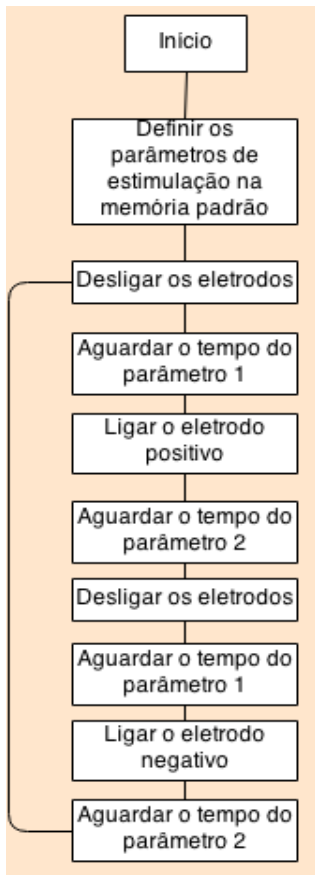 Inicio
Definir os
parâmetros de
estimulação na
memória padrão
Desligar os eletrodos
Aguardar o tempo do
parâmetro 1
Ligar o eletrodo
positivo
Aguardar o tempo do
parâmetro 2
Desligar os eletrodos
Aguardar o tempo do
parâmetro 1
Ligar o eletrodo
negativo
Aguardar o tempo do
parâmetro 2